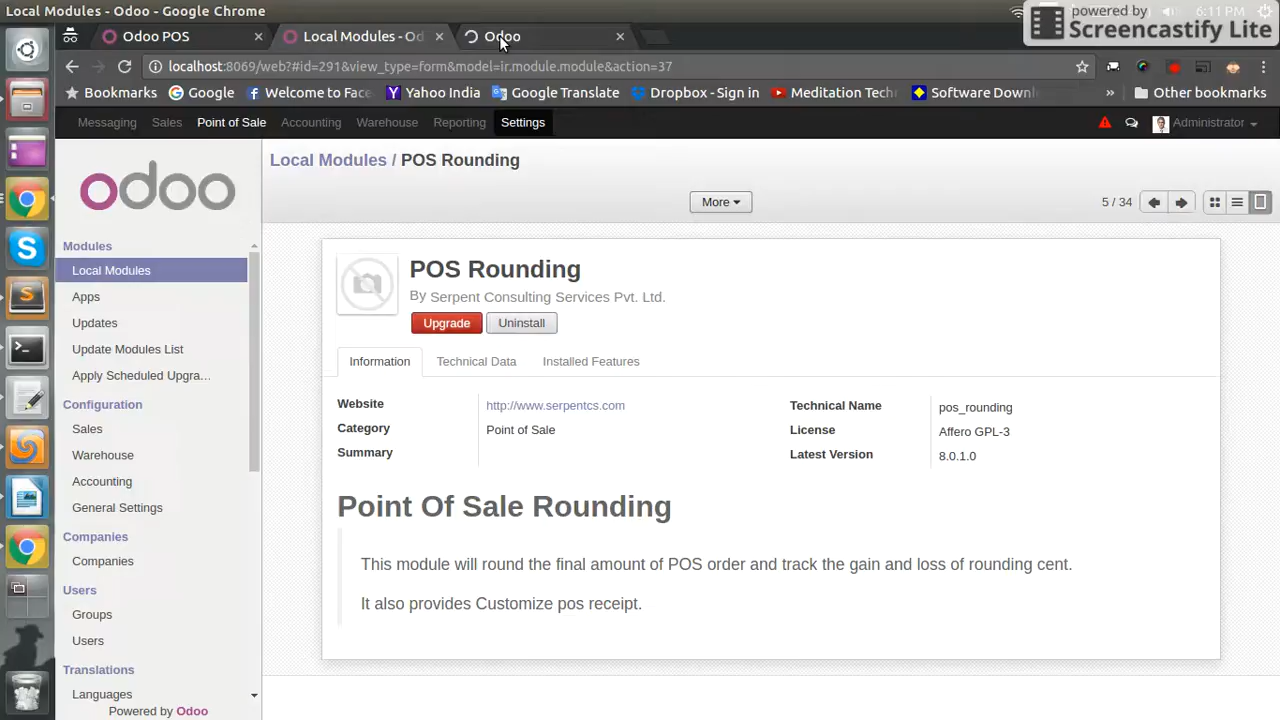 Local Modules - Odoo - Google Chrome
6:11 PM
powered by
Screencastify Lite
Odoo POS
Local Modules - Od
Odoo
localhost:8069/web?#id=291&view_type=form&model=ir.module.module&action=37
Bookmarks
Google
Welcome to Face
Yahoo India
Google Translate
Dropbox - Sign in
Meditation Tech
Software Downl
»
Other bookmarks
Messaging
Sales
Point of Sale
Accounting
Warehouse
Reporting
Settings
Administrator
odoo
Local Modules / POS Rounding
More
5 / 34
Modules
Local Modules
Apps
Updates
Update Modules List
Apply Scheduled Upgra...
Configuration
Sales
Warehouse
Accounting
General Settings
Companies
Companies
Users
Groups
Users
Translations
Languages
Powered by Odoo
POS Rounding
By Serpent Consulting Services Pvt. Ltd.
Upgrade
Uninstall
Information
Technical Data
Installed Features
Website
http://www.serpentcs.com
Category
Point of Sale
Summary
Technical Name
pos_rounding
License
Affero GPL-3
Latest Version
8.0.1.0
Point Of Sale Rounding
This module will round the final amount of POS order and track the gain and loss of rounding cent.
It also provides Customize pos receipt.